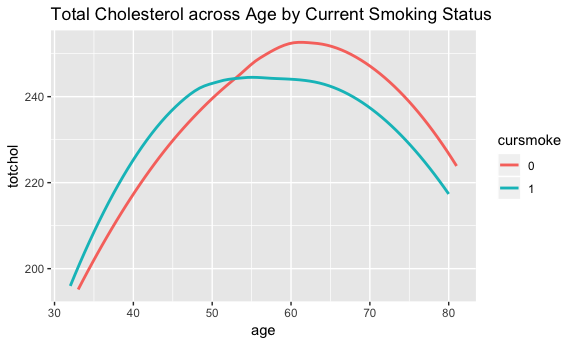 Total Cholesterol across Age by Current Smoking Status
240
220
200
totchol
30 40 50 60 70 80
age
cursmoke
0
1